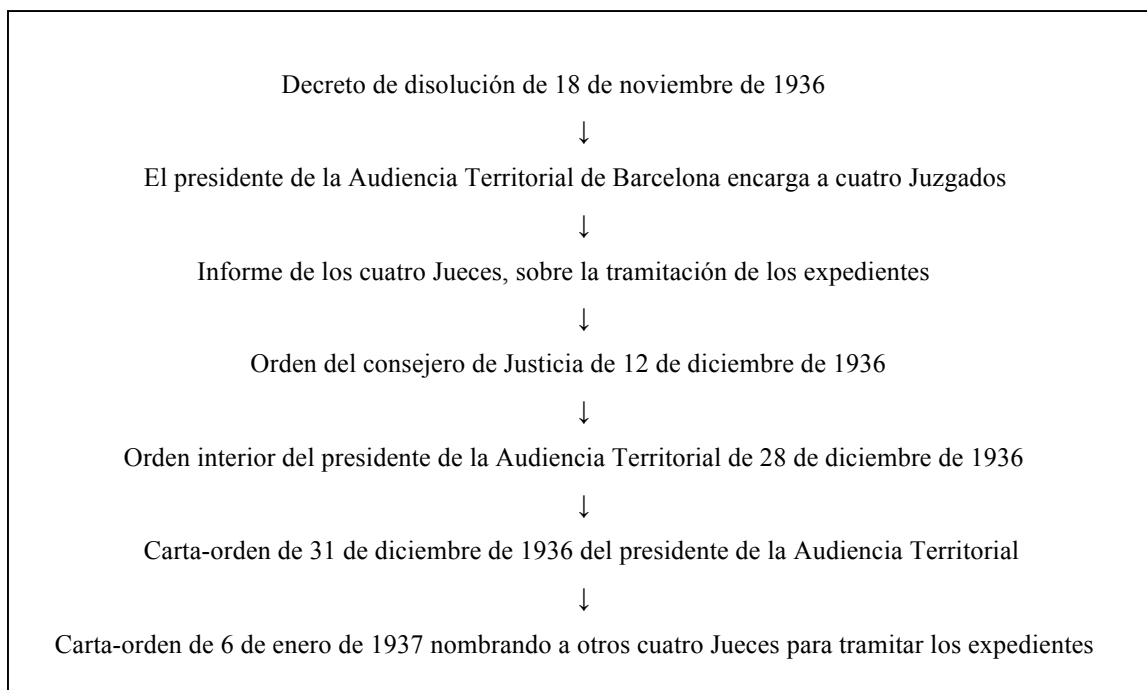 Decreto de disolución de 18 de noviembre de 1936
↓
El presidente de la Audiencia Territorial de Barcelona encarga a cuatro Juzgados
↓
Informe de los cuatro Jueces, sobre la tramitación de los expedientes
↓
Orden del consejero de Justicia de 12 de diciembre de 1936
↓
Orden interior del presidente de la Audiencia Territorial de 28 de diciembre de 1936
↓
Carta-orden de 31 de diciembre de 1936 del presidente de la Audiencia Territorial
↓
Carta-orden de 6 de enero de 1937 nombrando a otros cuatro Jueces para tramitar los expedientes